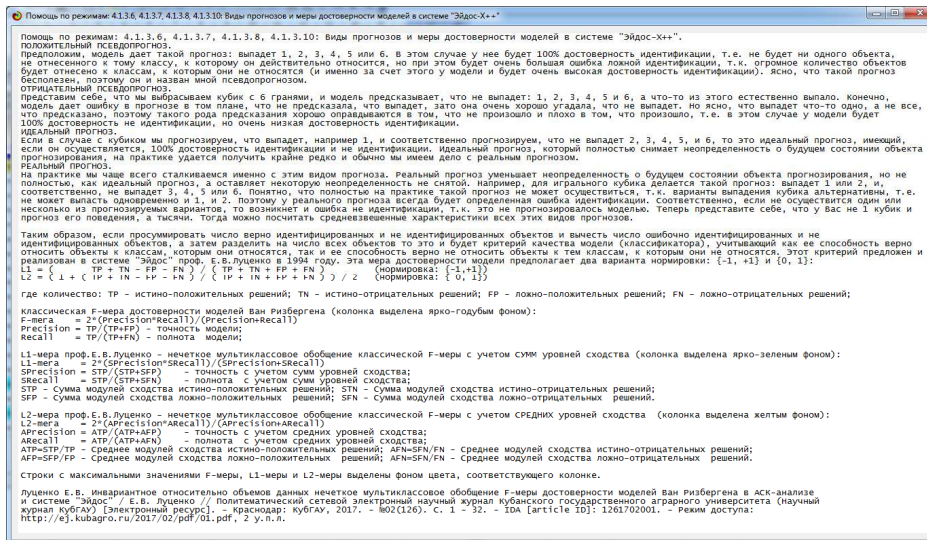 Помощь по режимам: 4.1.3.6, 4.1.3.7, 4.1.3.8, 4.1.3.10: Виды прогнозов и меры достоверности моделей в системе "Эйдос-Х++"
Помощь по режимам: 4.1.3.6, 4.1.3.7, 4.1.3.8, 4.1.3.10: Виды прогнозов и меры достоверности моделей в системе "Эйдос-Х++".
ПОЛОЖИТЕЛЬНЫЙ ПСЕВДОПРОГНОЗ.
Предположим, модель дает такой прогноз: выпадет 1, 2, 3, 4, 5 или 6. В этом случае у нее будет 100% достоверность идентификации, т.е. не будет ни одного объекта,
не отнесенного к тому классу, к которому он действительно относится, но при этом будет очень большая ошибка ложной идентификации, т.к. огромное количество объектов
будет отнесено к классам, к которым они не относятся (и именно за счет этого у модели и будет очень высокая достоверность идентификации). Ясно, что такой прогноз
бесполезен, поэтому он и назван мной псевдопрогнозом.
ОТРИЦАТЕЛЬНЫЙ ПСЕВДОПРОГНОЗ.
Представим себе, что мы выбрасываем кубик с 6 гранями, и модель предсказывает, что не выпадет: 1, 2, 3, 4, 5 и 6, а что-то из этого естественно выпало. Конечно,
модель дает ошибку в прогнозе в том плане, что не предсказала, что выпадет, зато она очень хорошо угадала, что не выпадет. Но ясно, что выпадет что-то одно, а не все,
что предсказано, поэтому такого рода предсказания хорошо оправдываются в том, что не произошло и плохо в том, что произошло, т.е. в этом случае у модели будет
100% достоверность не идентификации, но очень низкая достоверность идентификации.
ИДЕАЛЬНЫЙ ПРОГНОЗ.
Если в случае с кубиком мы прогнозируем, что выпадет, например 1, и соответственно прогнозируем, что не выпадет 2, 3, 4, 5, и 6, то это идеальный прогноз, имеющий,
если он осуществляется, 100% достоверность идентификации и не идентификации. Идеальный прогноз, который полностью снимает неопределенность о будущем состоянии объекта
прогнозирования, на практике удается получить крайне редко и обычно мы имеем дело с реальным прогнозом.
РЕАЛЬНЫЙ ПРОГНОЗ.
На практике мы чаще всего сталкиваемся именно с этим видом прогноза. Реальный прогноз уменьшает неопределенность о будущем состоянии объекта прогнозирования, но не
полностью, как идеальный прогноз, а оставляет некоторую неопределенность не снятой. Например, для игрального кубика делается такой прогноз: выпадет 1 или 2, и,
соответственно, не выпадет 3, 4, 5 или 6. Понятно, что полностью на практике такой прогноз не может осуществиться, т.к. варианты выпадения кубика альтернативны, т.е.
не может выпасть одновременно и 1, и 2. Поэтому у реального прогноза всегда будет определенная ошибка идентификации. Соответственно, если не осуществится один или
несколько из прогнозируемых вариантов, то возникнет и ошибка не идентификации, т.к. это не прогнозировалось моделью. Теперь представите себе, что у Вас не 1 кубик и
прогноз его поведения, а тысячи. Тогда можно посчитать средневзвешенные характеристики всех этих видов прогнозов.
Таким образом, если просуммировать число верно идентифицированных и не идентифицированных объектов и вычесть число ошибочно идентифицированных и не
идентифицированных объектов, а затем разделить на число всех объектов то это и будет критерий качества модели (классификатора), учитывающий как ее способность верно
относить объекты к классам, которым они относятся, так и ее способность верно не относить объекты к тем классам, к которым они не относятся. Этот критерий предложен и
реализован в системе "Эйдос" проф. Е.В.Луценко в 1994 году. Эта мера достоверности модели предполагает два варианта нормировки: {-1, +1} и {0, 1}:
L1 = ( TP + TN - FP - FN ) / ( TP + TN + FP + FN ) (нормировка: {-1,+1})
L2 = ( 1 + ( TP + TN - FP - FN ) / ( TP + TN + FP + FN ) ) / 2 (нормировка: { 0, 1})
где количество: TP - истино-положительных решений; TN - истино-отрицательных решений; FP - ложно-положительных решений; FN - ложно-отрицательных решений;
Классическая F-мера достоверности моделей Ван Ризбергена (колонка выделена ярко-голубым фоном):
F-mera = 2*(Precision*Recall)/(Precision+Recall)
Precision = TP/(TP+FP) - точность модели;
Recall = TP/(TP+FN) - полнота модели;
L1-мера проф.Е.В.Луценко - нечеткое мультиклассовое обобщение классической F-меры с учетом СУММ уровней сходства (колонка выделена ярко-зеленым фоном):
L1-mera = 2*(SPrecision*SRecall)/(SPrecision+SRecall)
SPrecision = STP/(STP+SFP) - точность с учетом сумм уровней сходства;
SRecall = STP/(STP+SFN) - полнота с учетом сумм уровней сходства;
STP - Сумма модулей сходства истино-положительных решений; STN - Сумма модулей сходства истино-отрицательных решений;
SFP - Сумма модулей сходства ложно-положительных решений; SFN - Сумма модулей сходства ложно-отрицательных решений.
L2-мера проф.Е.В.Луценко - нечеткое мультиклассовое обобщение классической F-меры с учетом СРЕДНИХ уровней сходства (колонка выделена желтым фоном):
L2-mera = 2*(APrecision*ARecall)/(APrecision+ARecall)
APrecision = ATP/(ATP+AFP) - точность с учетом средних уровней сходства;
ARecall = ATP/(ATP+AFN) - полнота с учетом средних уровней сходства;
ATP=STP/TP - Среднее модулей сходства истино-положительных решений; AFN=SFN/FN - Среднее модулей сходства истино-отрицательных решений;
AFP=SFP/FP - Среднее модулей сходства ложно-положительных решений; AFN=SFN/FN - Среднее модулей сходства ложно-отрицательных решений.
Строки с максимальными значениями F-меры, L1-меры и L2-меры выделены фоном цвета, соответствующего колонке.
Луценко Е.В. Инвариантное относительно объемов данных нечеткое мультиклассовое обобщение F-меры достоверности моделей Ван Ризбергена в АСК-анализе
и системе "Эйдос" / Е.В. Луценко // Политематический сетевой электронный научный журнал Кубанского государственного аграрного университета (Научный
журнал КубГАУ) [Электронный ресурс]. - Краснодар: КубГАУ, 2017. - №02(126). С. 1 - 32. - IDA [article ID]: 1261702001. - Режим доступа:
http://ej.kubagro.ru/2017/02/pdf/01.pdf, 2 у.п.л.